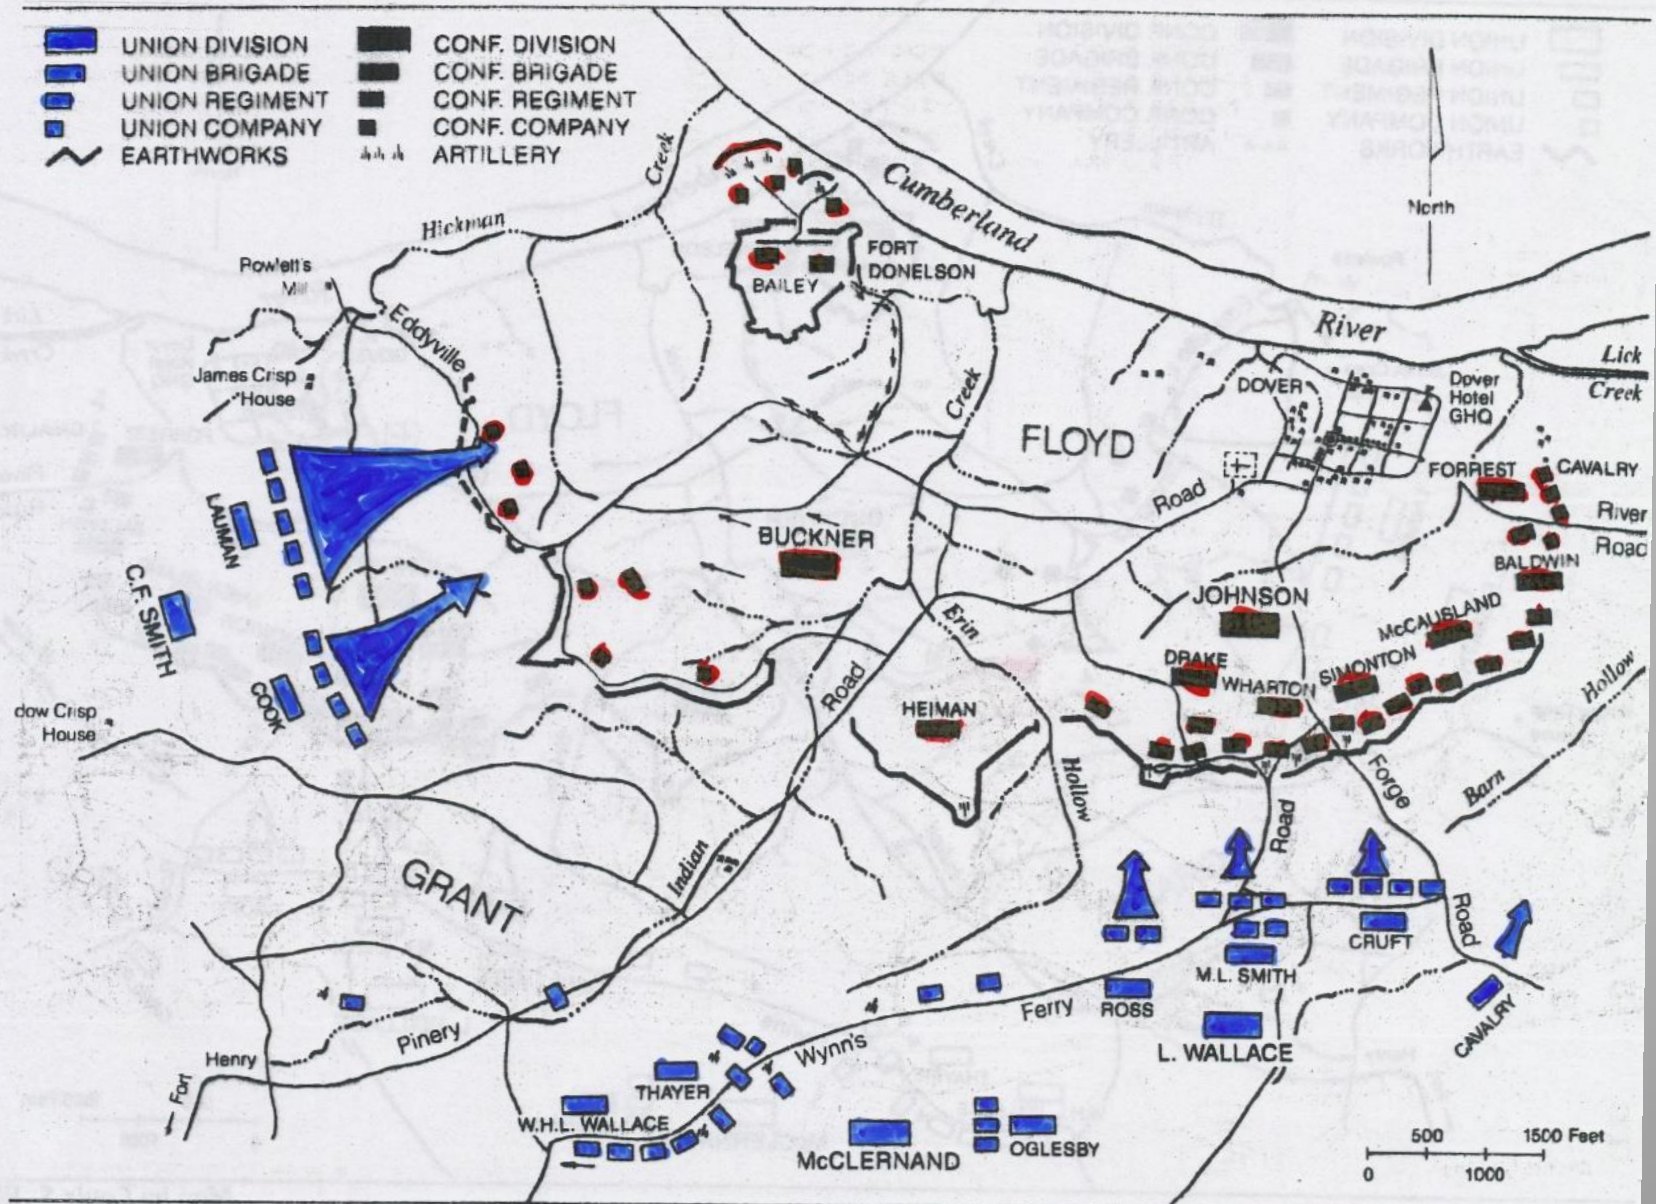 UNION DIVISION
UNION BRIGADE
UNION REGIMENT
UNION COMPANY
EARTHWORKS
CONF. DIVISION
CONF. BRIGADE
CONF. REGIMENT
CONF. COMPANY
ARTILLERY
North
Hickman
Creek
Cumberland
River
Rowlett's
Mill
Eddyville
James Crisp
House
FORT
DONELSON
BAILEY
Creek
FLOYD
DOVER
Dover
Hotel
GHQ
Lick
Creek
FORREST
CAVALRY
River
Road
BALDWIN
Road
LAUMAN
C.F. SMITH
COOK
BUCKNER
JOHNSON
McCAUSLAND
DRAKE
WHARTON
SIMONTON
Erin
Hollow
HEIMAN
Road
dow Crisp
House
Hollow
Barn
Forge
Road
Road
GRANT
Indian
CRUFT
M.L. SMITH
ROSS
CAVALRY
L. WALLACE
Ferry
Wynn's
Pinery
Henry
Fort
THAYER
W.H.L. WALLACE
McCLERNAND
OGLESBY
500 1500 Feet
0 1000